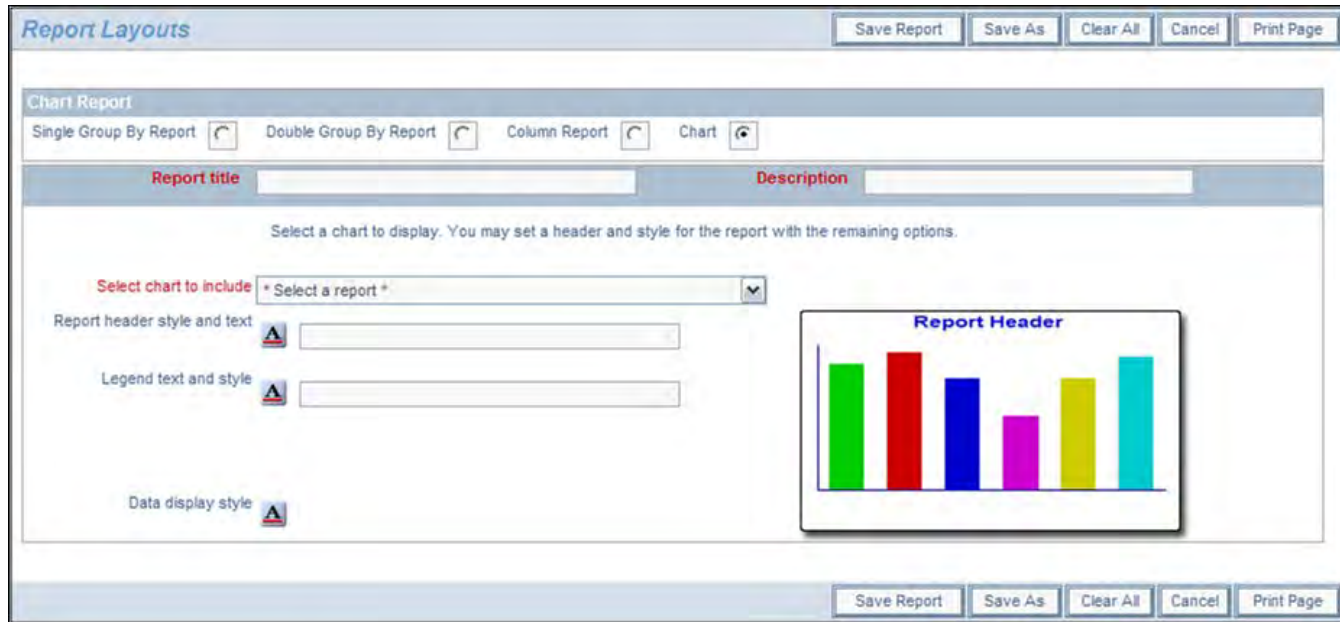 Report Layouts
Save Report Save As Clear All Cancel Print Page
Chart Report
Single Group By Report Double Group By Report Column Report Chart
Report title Description
Select a chart to display. You may set a header and style for the report with the remaining options.
Select chart to include * Select a report *
Report header style and text A
Report Header
Legend text and style A
Data display style A
Save Report Save As Clear All Cancel Print Page